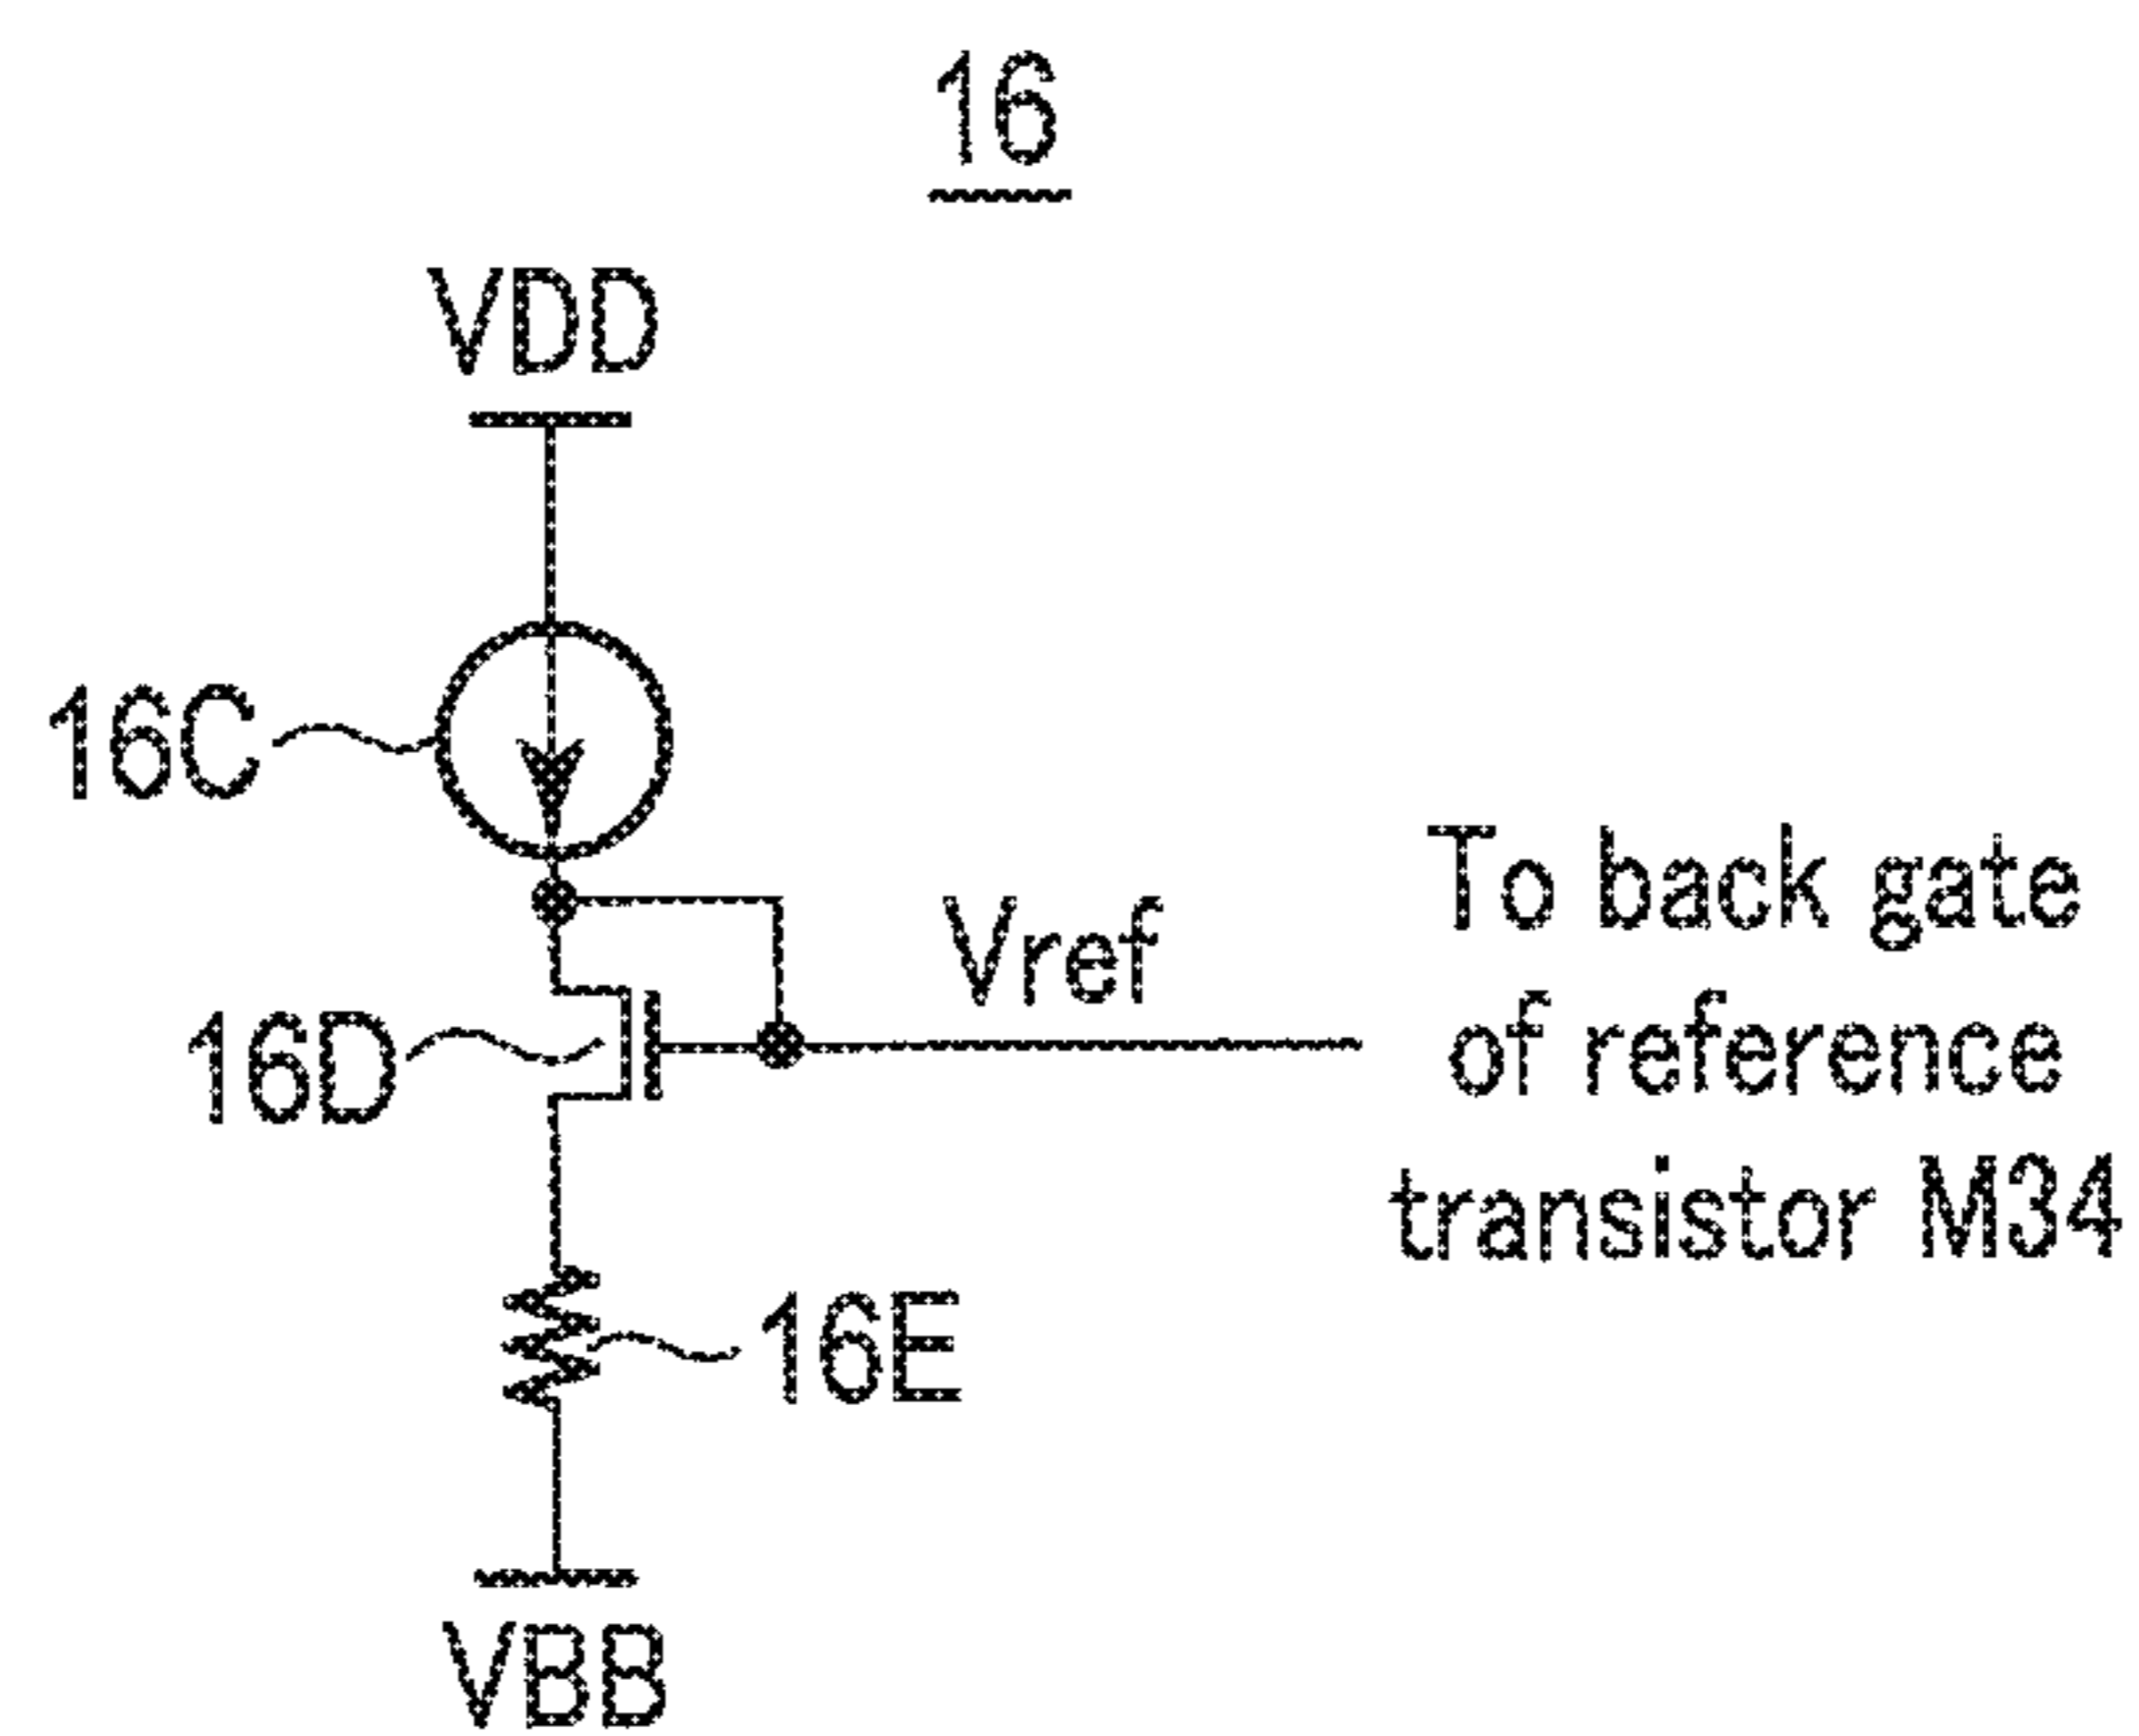 16
VDD
16C
Vref
To back gate
of reference
transistor M34
16D
16E
VBB